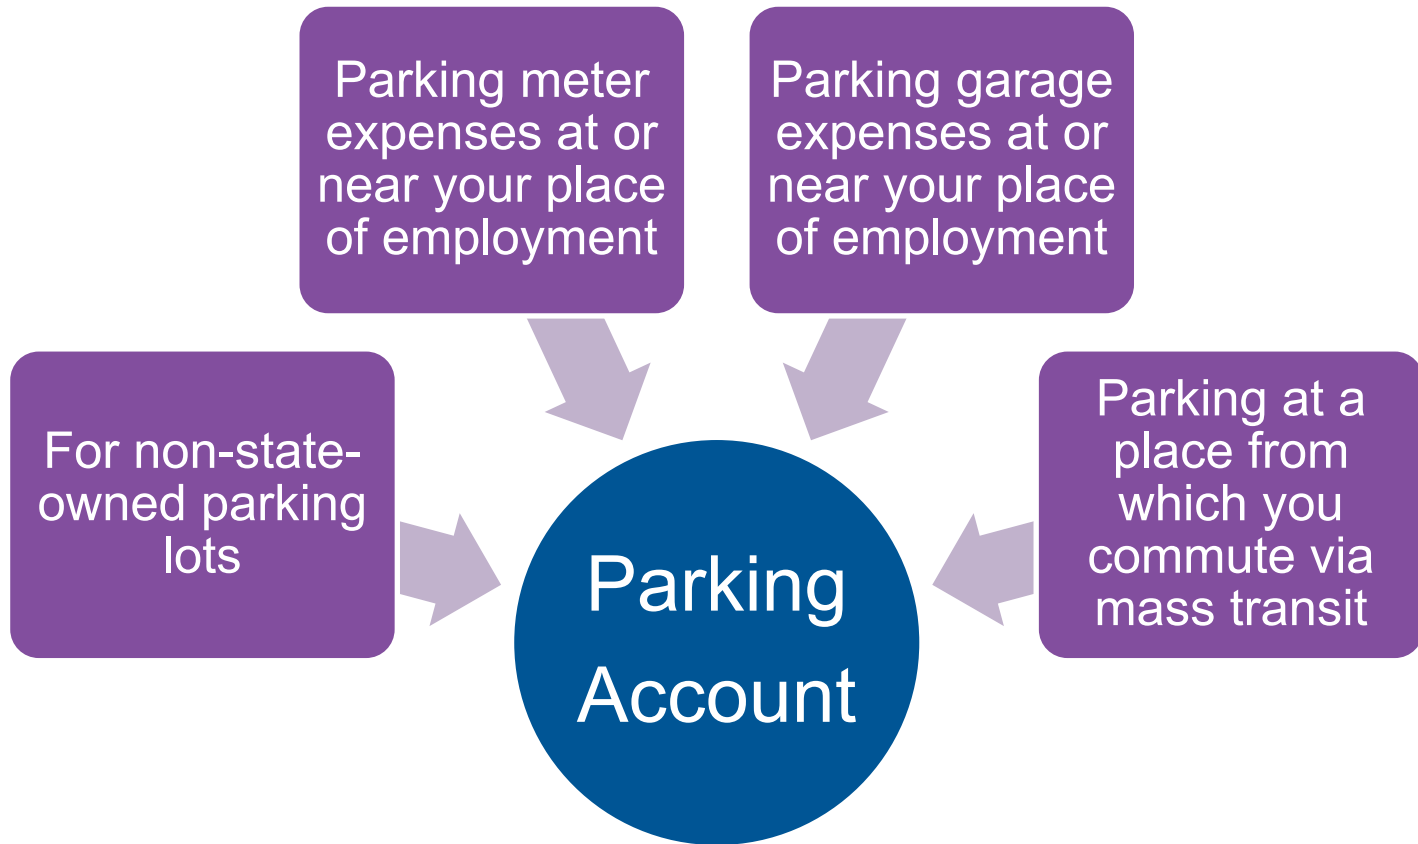 Parking meter
expenses at or
near your place
of employment
Parking garage
expenses at or
near your place
of employment
For non-state-
owned parking
lots
Parking at a
place from
which you
commute via
mass transit
Parking
Account